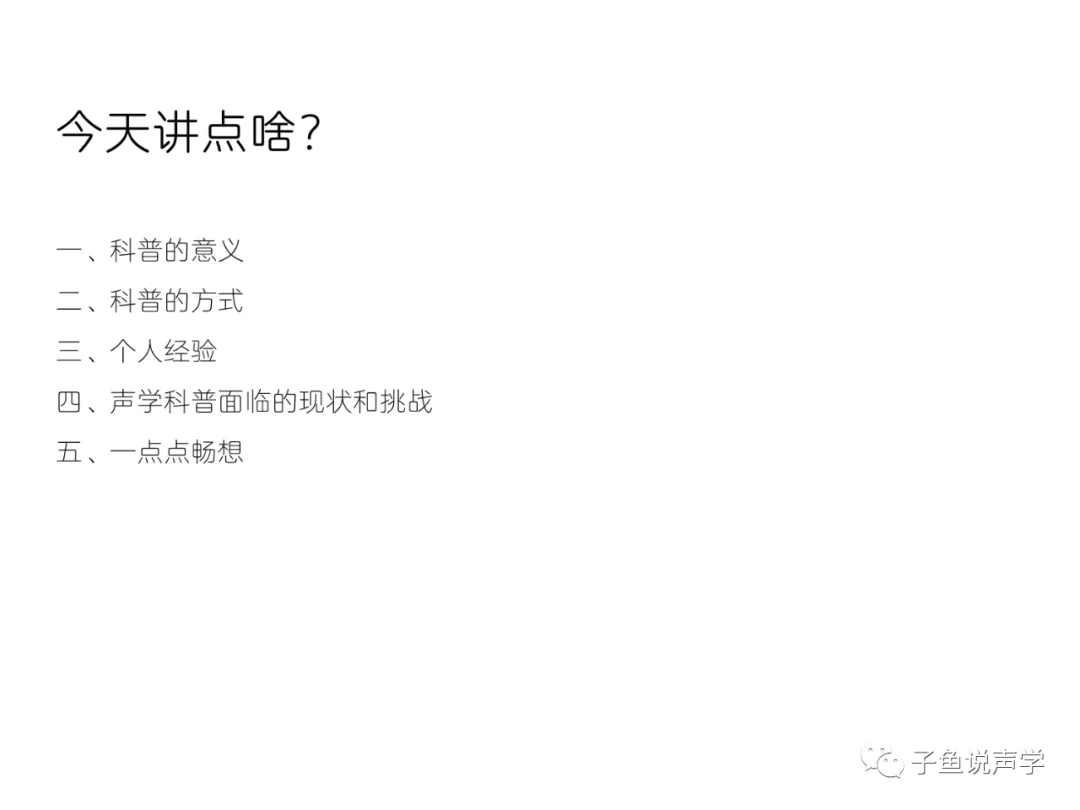 今天讲点啥?
一、科普的意义
二、科普的方式
三、个人经验
四、声学科普面临的现状和挑战
五、一点点畅想
子鱼说声学